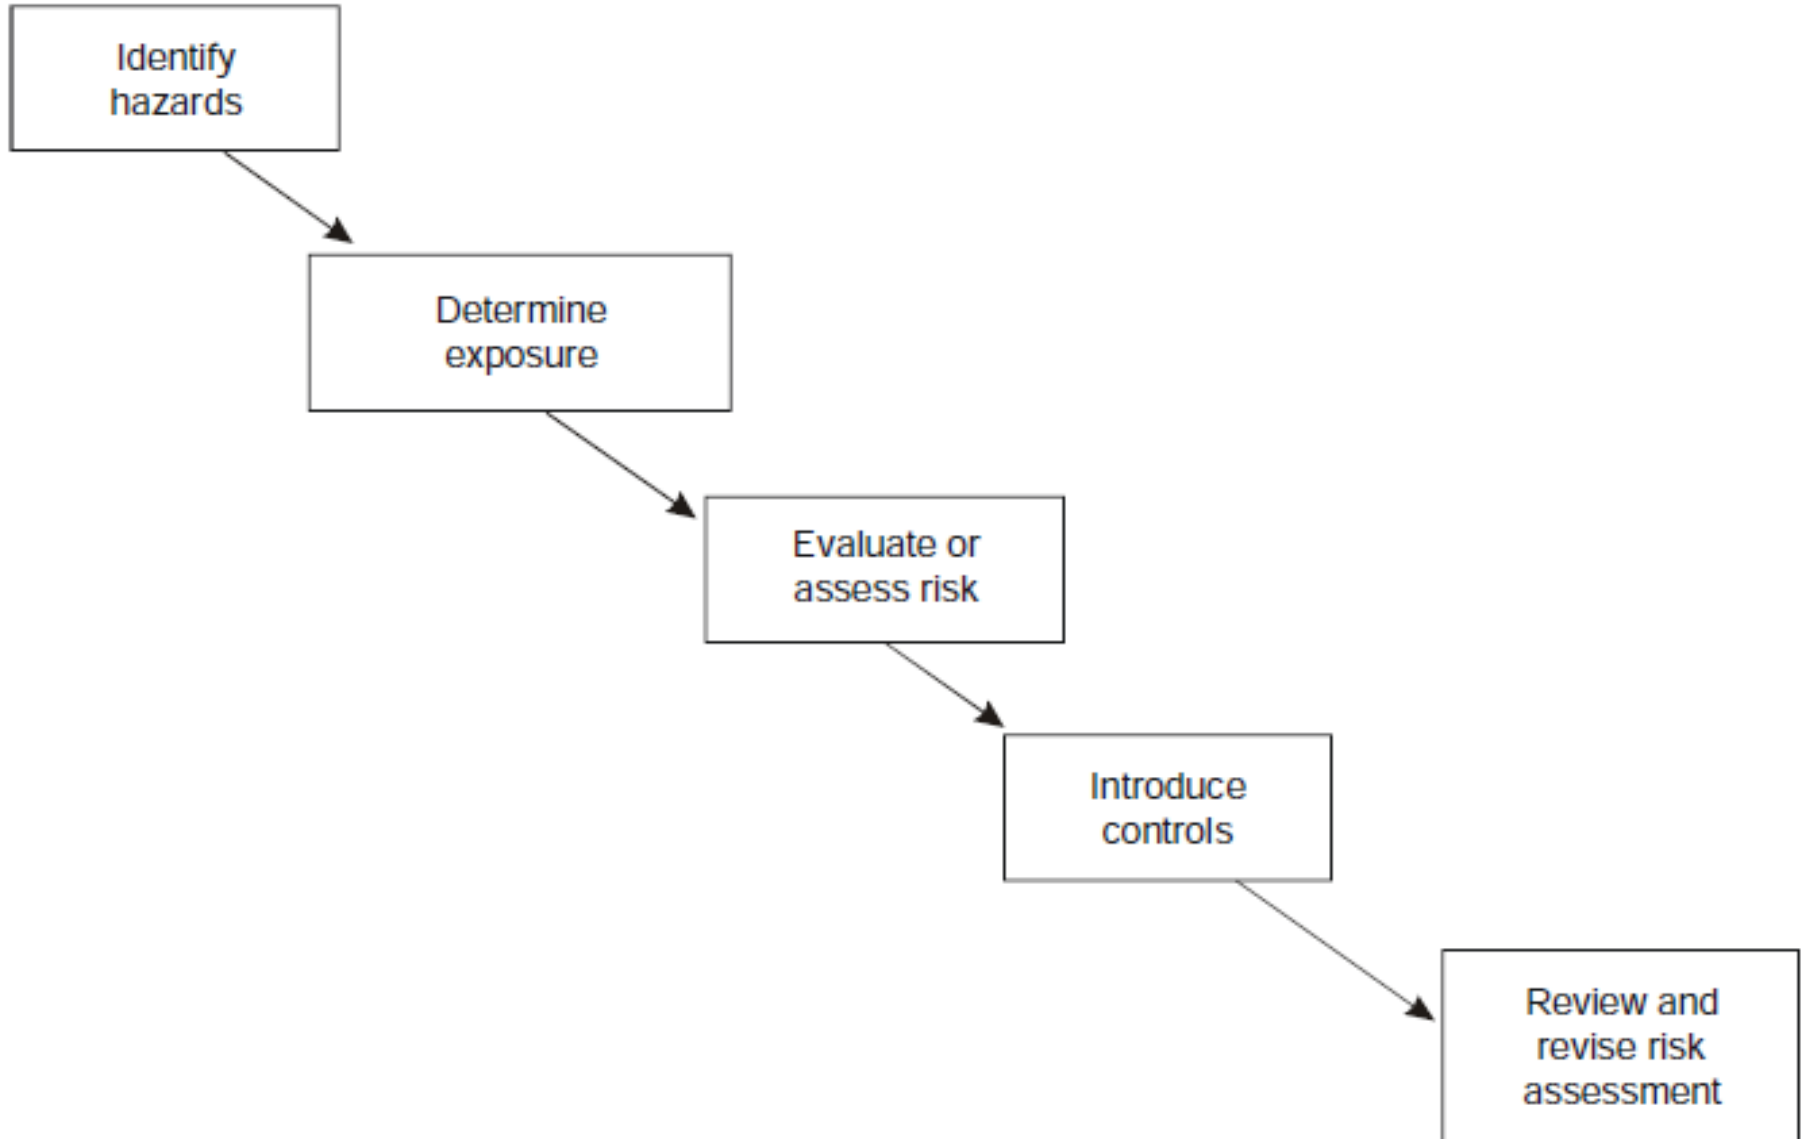 Identify
hazards
Determine
exposure
Evaluate or
assess risk
Introduce
controls
Review and
revise risk
assessment